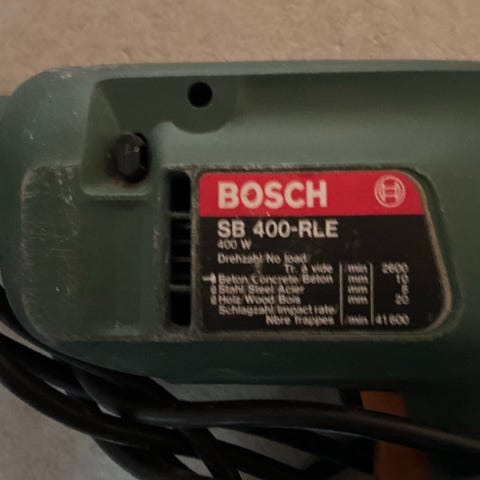 BOSCH
SB 400-RLE
400 W
Drehzahl/No load
Tr. à vide /min 2600
Beton/Concrete/Béton mm 10
Stahl/Steel/Acier mm 8
Holz/Wood/Bois mm 20
Schlagzahl/Impact rate/
Nbre frappes /min 41600